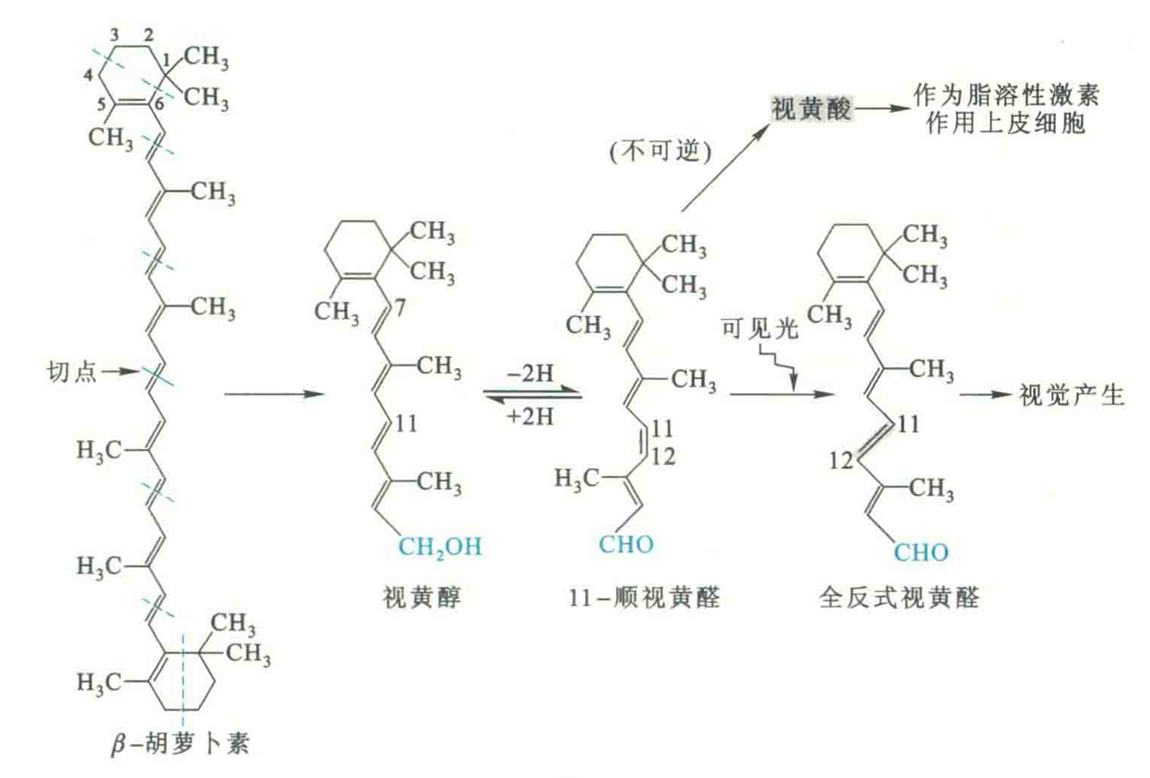 3 2
1 CH₃
4
5 6 CH₃
CH₃
CH₃
CH₃
切点
H₃C
H₃C
CH₃
CH₃
H₃C
β-胡萝卜素
CH₃
CH₃
CH₃ 7
CH₃
11
CH₃
CH₂OH
视黄醇
-2H
+2H
CH₃
CH₃
CH₃
CH₃
11
12
H₃C
CHO
11-顺视黄醛
(不可逆)
视黄酸
作为脂溶性激素
作用上皮细胞
可见光
CH₃
CH₃
CH₃
CH₃
11
12
CH₃
CHO
全反式视黄醛
视觉产生